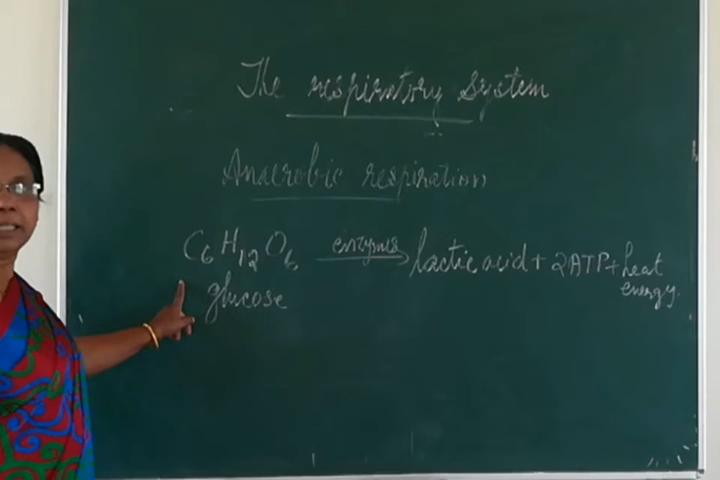 The respiratory System
Anaerobic respiration
C6H12O6 enzymes lactic acid + 2ATP + heat energy.
glucose